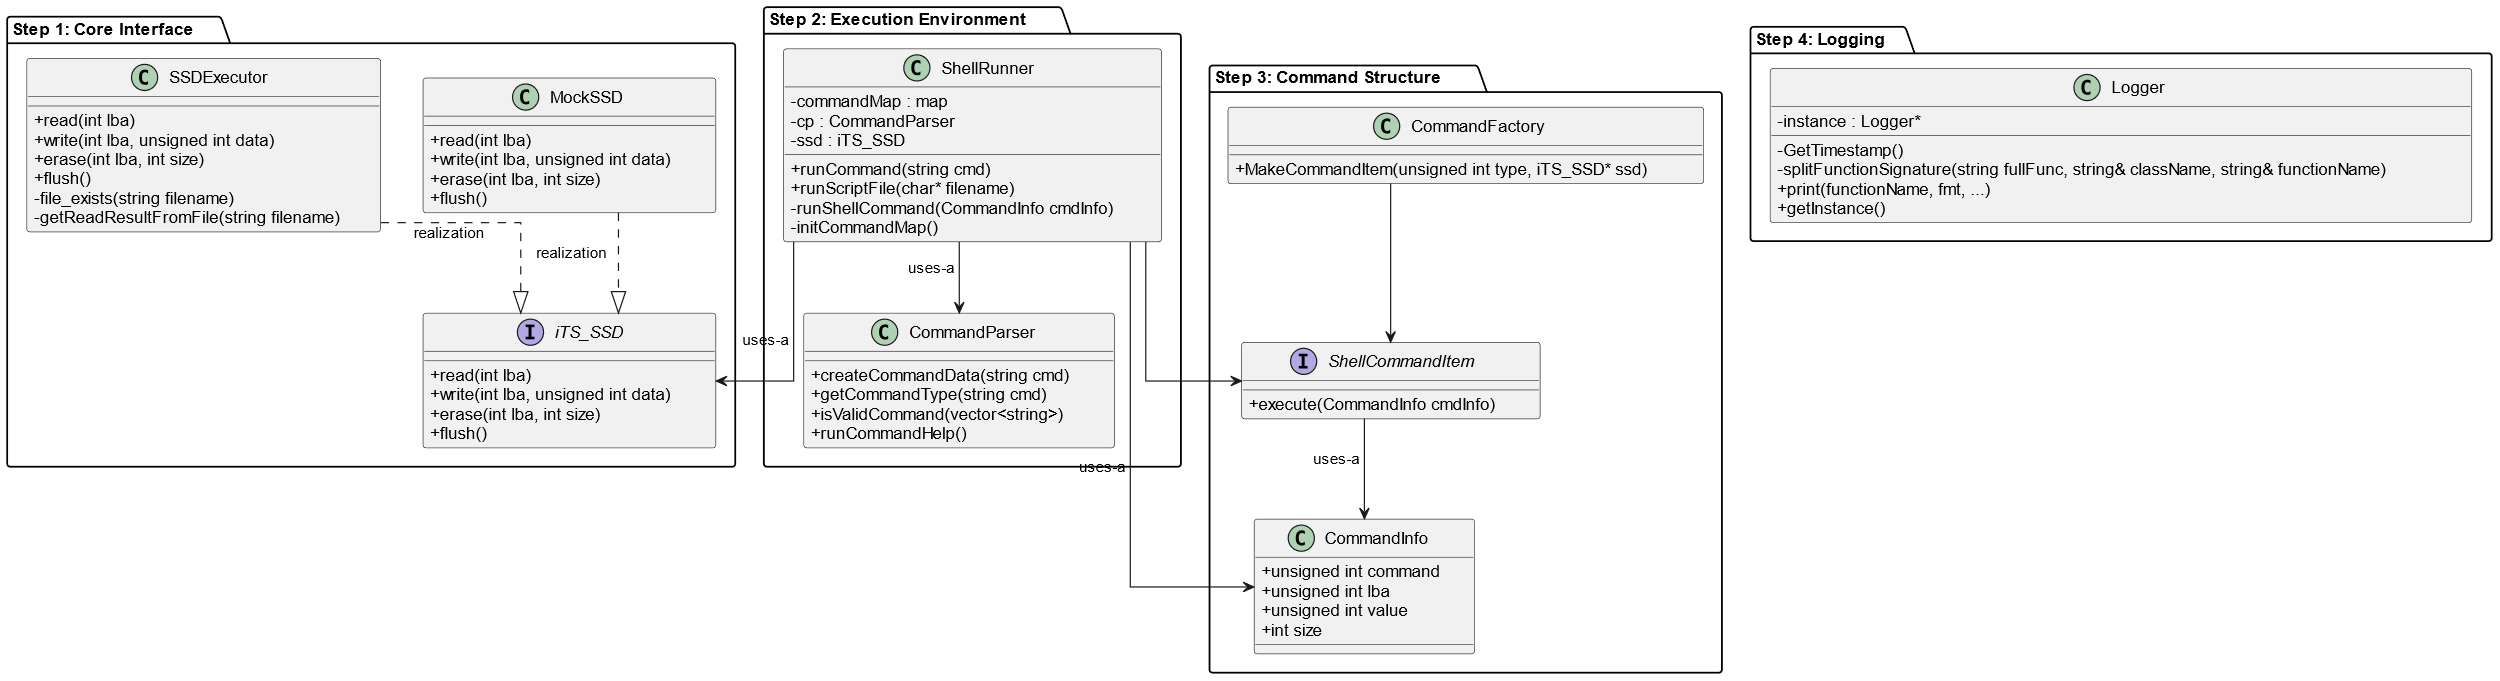 Step 1: Core Interface
SSDExecutor
+read(int lba)
+write(int lba, unsigned int data)
+erase(int lba, int size)
+flush()
-file_exists(string filename)
-getReadResultFromFile(string filename)
MockSSD
+read(int lba)
+write(int lba, unsigned int data)
+erase(int lba, int size)
+flush()
realization
realization
iTS_SSD
+read(int lba)
+write(int lba, unsigned int data)
+erase(int lba, int size)
+flush()
Step 2: Execution Environment
ShellRunner
-commandMap : map
-cp : CommandParser
-ssd : iTS_SSD
+runCommand(string cmd)
+runScriptFile(char* filename)
-runShellCommand(CommandInfo cmdInfo)
-initCommandMap()
uses-a
uses-a
CommandParser
+createCommandData(string cmd)
+getCommandType(string cmd)
+isValidCommand(vector<string>)
+runCommandHelp()
uses-a
Step 3: Command Structure
CommandFactory
+MakeCommandItem(unsigned int type, iTS_SSD* ssd)
ShellCommandItem
+execute(CommandInfo cmdInfo)
uses-a
CommandInfo
+unsigned int command
+unsigned int lba
+unsigned int value
+int size
Step 4: Logging
Logger
-instance : Logger*
-GetTimestamp()
-splitFunctionSignature(string fullFunc, string& className, string& functionName)
+print(functionName, fmt, ...)
+getInstance()
C
C
I
C
C
C
I
C
C